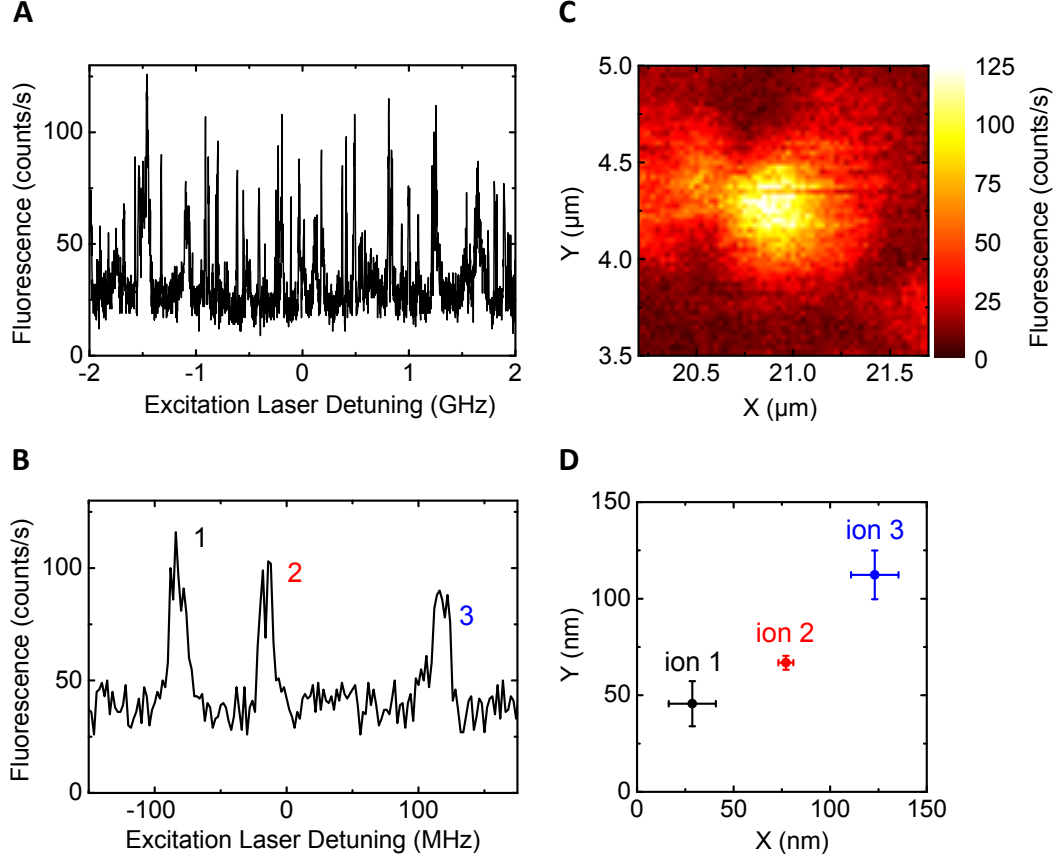 A
Fluorescence (counts/s)
100
50
0
-2
-1
0
1
2
Excitation Laser Detuning (GHz)
C
Y (µm)
5.0
4.5
4.0
3.5
20.5
21.0
21.5
X (µm)
125
100
75
50
25
0
Fluorescence (counts/s)
B
Fluorescence (counts/s)
100
50
0
1
2
3
-100
0
100
Excitation Laser Detuning (MHz)
D
Y (nm)
150
100
50
0
ion 3
ion 2
ion 1
0
50
100
150
X (nm)